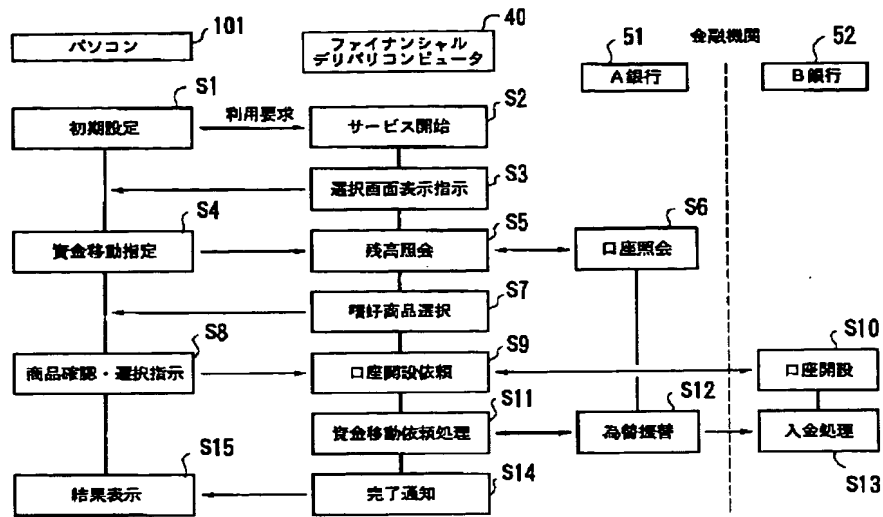 101
40
51
金融機関
52
パソコン
ファイナンシャル
デリバリコンピュータ
A銀行
B銀行
S1
S2
初期設定
利用要求
サービス開始
S3
選択画面表示指示
S4
S5
S6
資金移動指定
残高照会
口座照会
S7
嗜好商品選択
S8
S9
S10
商品確認・選択指示
口座開設依頼
口座開設
S11
S12
資金移動依頼処理
為替振替
入金処理
S15
S14
S13
結果表示
完了通知